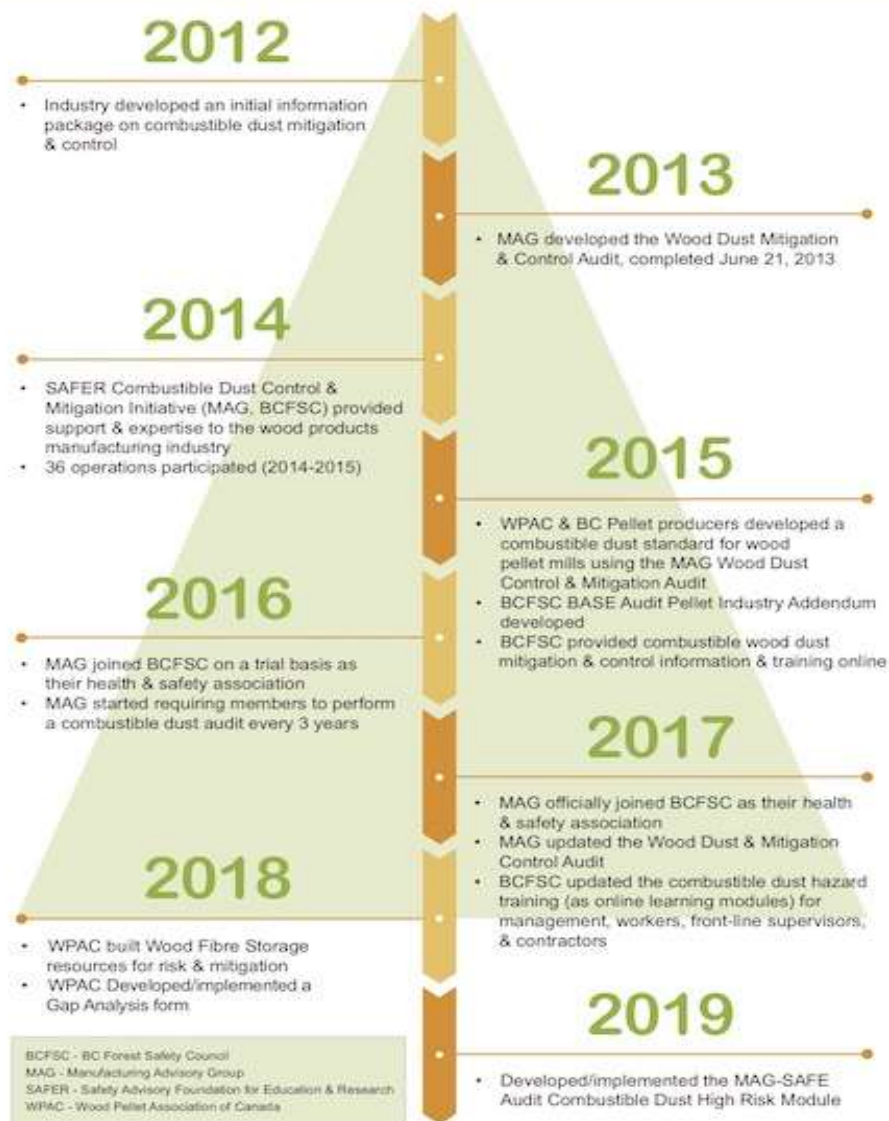 2012
• Industry developed an initial information
package on combustible dust mitigation
& control
2013
• MAG developed the Wood Dust Mitigation
& Control Audit, completed June 21, 2013
2014
• SAFER Combustible Dust Control &
Mitigation Initiative (MAG, BCFSC) provided
support & expertise to the wood products
manufacturing industry
• 36 operations participated (2014-2015)
2015
• WPAC & BC Pellet producers developed a
combustible dust standard for wood
pellet mills using the MAG Wood Dust
Control & Mitigation Audit
• BCFSC BASE Audit Pellet Industry Addendum
developed
• BCFSC provided combustible wood dust
mitigation & control information & training online
2016
• MAG joined BCFSC on a trial basis as
their health & safety association
• MAG started requiring members to perform
a combustible dust audit every 3 years
2017
• MAG officially joined BCFSC as their health
& safety association
• MAG updated the Wood Dust & Mitigation
Control Audit
• BCFSC updated the combustible dust hazard
training (as online learning modules) for
management, workers, front-line supervisors,
& contractors
2018
• WPAC built Wood Fibre Storage
resources for risk & mitigation
• WPAC Developed/implemented a
Gap Analysis form
2019
• Developed/implemented the MAG-SAFE
Audit Combustible Dust High Risk Module
BCFSC - BC Forest Safety Council
MAG - Manufacturing Advisory Group
SAFER - Safety Advisory Foundation for Education & Research
WPAC - Wood Pellet Association of Canada